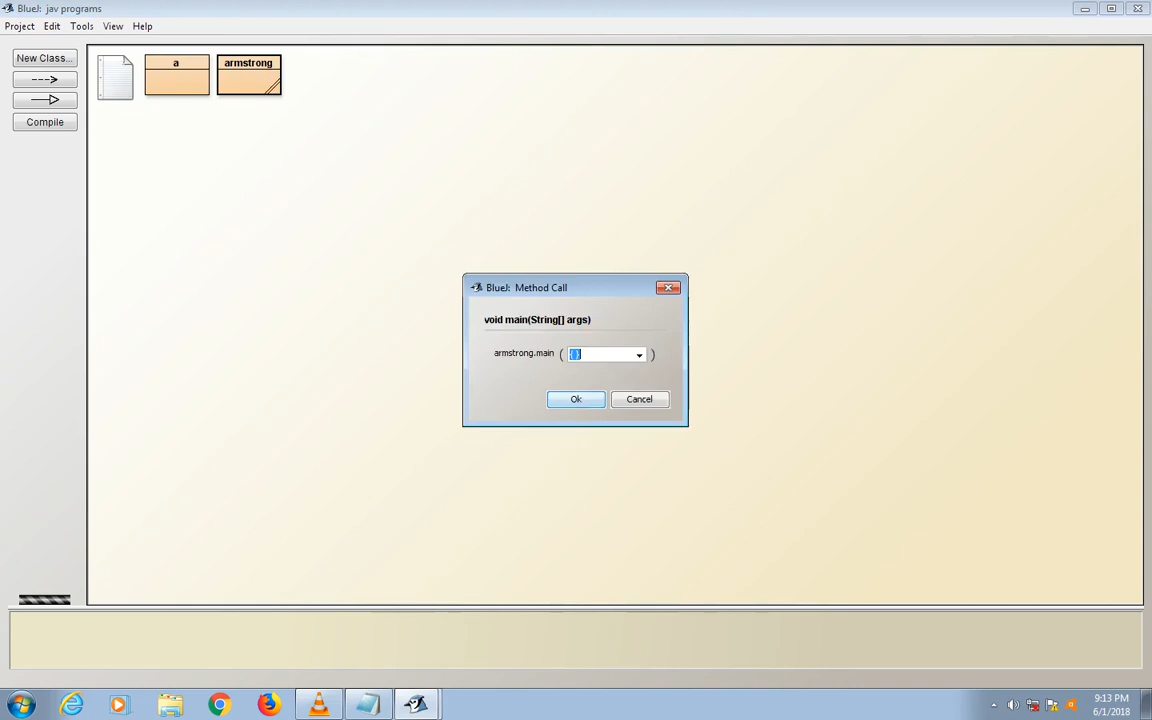 BlueJ: jav programs
Project Edit Tools View Help
New Class...
Compile
a
armstrong
BlueJ: Method Call
void main(String[] args)
armstrong.main ( { } )
Ok Cancel
9:13 PM
6/1/2018